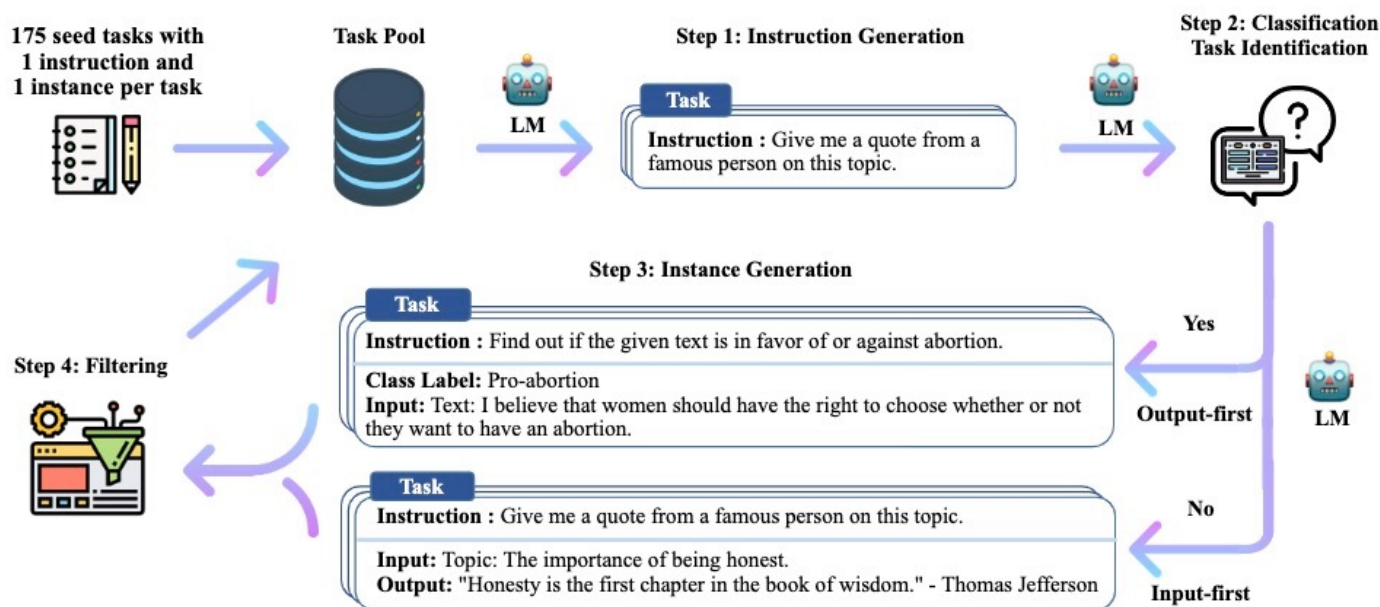 175 seed tasks with
1 instruction and
1 instance per task
Task Pool
Step 1: Instruction Generation
Step 2: Classification
Task Identification
LM
Task
Instruction : Give me a quote from a
famous person on this topic.
LM
Step 3: Instance Generation
Task
Instruction : Find out if the given text is in favor of or against abortion.
Class Label: Pro-abortion
Input: Text: I believe that women should have the right to choose whether or not
they want to have an abortion.
Yes
Output-first
LM
Step 4: Filtering
Task
Instruction : Give me a quote from a famous person on this topic.
Input: Topic: The importance of being honest.
Output: "Honesty is the first chapter in the book of wisdom." - Thomas Jefferson
No
Input-first